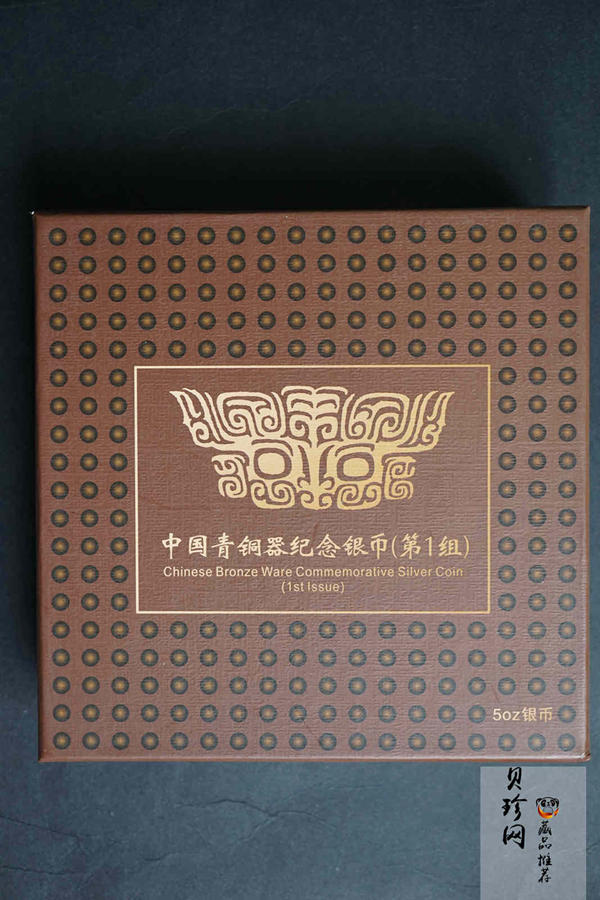 中国青铜器纪念银币(第1组)
Chinese Bronze Ware Commemorative Silver Coin
(1st Issue)
5oz银币
贝珍网
藏品推荐